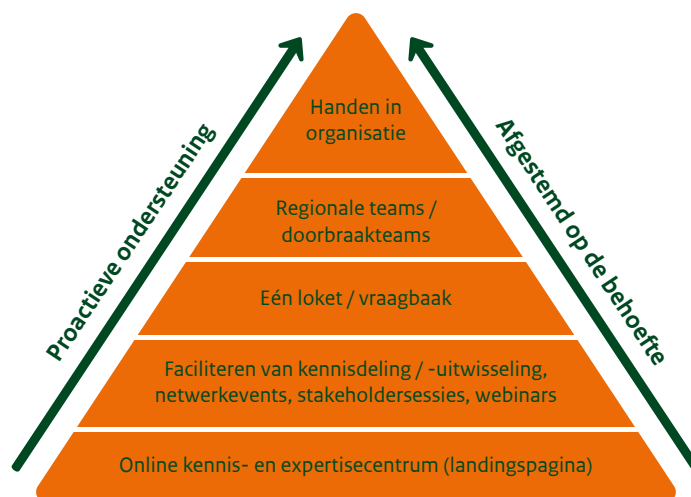 Handen in
organisatie
Proactieve ondersteuning
Afgestemd op de behoefte
Regionale teams /
doorbraakteams
Eén loket / vraagbaak
Faciliteren van kennisdeling / -uitwisseling,
netwerkevents, stakeholdersessies, webinars
Online kennis- en expertisecentrum (landingspagina)